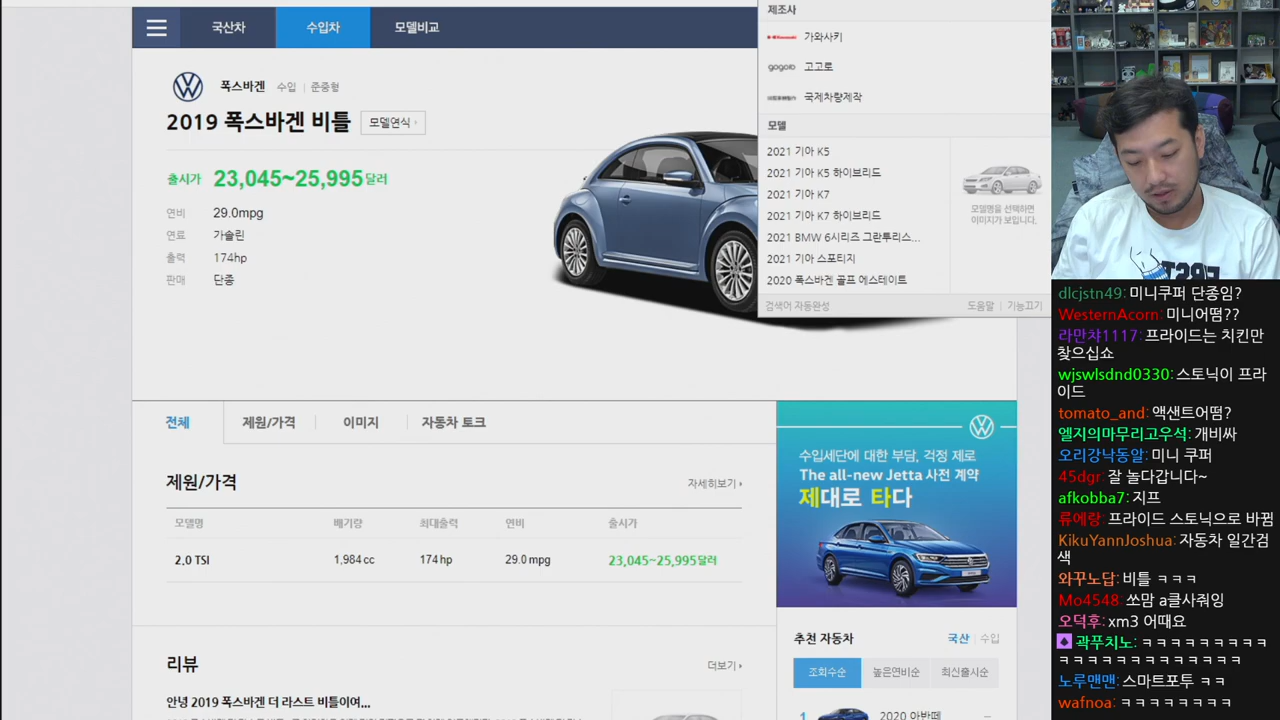 국산차
수입차
모델비교
폭스바겐 수입 | 준중형
2019 폭스바겐 비틀 모델연식
출시가 23,045~25,995달러
연비 29.0mpg
연료 가솔린
출력 174hp
판매 단종
제조사
Kawasaki 가와사키
gogoro 고고로
국제차량제작
모델
2021 기아 K5
2021 기아 K5 하이브리드
2021 기아 K7
2021 기아 K7 하이브리드
2021 BMW 6시리즈 그란투리스...
2021 기아 스포티지
2020 폭스바겐 골프 에스테이트
모델명을 선택하면
이미지가 보입니다.
검색어 자동완성
도움말 | 기능끄기
전체
제원/가격
이미지
자동차 토크
제원/가격
자세히보기
모델명 배기량 최대출력 연비 출시가
2.0 TSI 1,984 cc 174 hp 29.0 mpg 23,045~25,995달러
리뷰
더보기
안녕 2019 폭스바겐 더 라스트 비틀이여...
수입세단에 대한 부담, 걱정 제로
The all-new Jetta 사전 계약
제대로 타다
추천 자동차
국산 | 수입
조회수순
높은연비순
최신출시순
1 2020 아반떼
dlcjstn49: 미니쿠퍼 단종임?
WesternAcorn: 미니어떰??
라만챠1117: 프라이드는 치킨만
찾으십쇼
wjswlsdnd0330: 스토닉이 프라
이드
tomato_and: 액샌트어떰?
엘지의마무리고우석: 개비싸
오리강낙동알: 미니 쿠퍼
45dgr: 잘 놀다갑니다~
afkobba7: 지프
류에랑: 프라이드 스토닉으로 바뀜
KikuYannJoshua: 자동차 일간검
색
와꾸노답: 비틀 ㅋㅋㅋ
Mo4548: 쏘맘 a클사줘잉
오덕후: xm3 어때요
곽푸치노: ㅋㅋㅋㅋㅋㅋㅋㅋㅋ
ㅋㅋㅋㅋㅋㅋㅋㅋㅋㅋㅋㅋㅋ
노루맨맨: 스마트포투 ㅋㅋ
wafnoa: ㅋㅋㅋㅋㅋㅋㅋㅋ